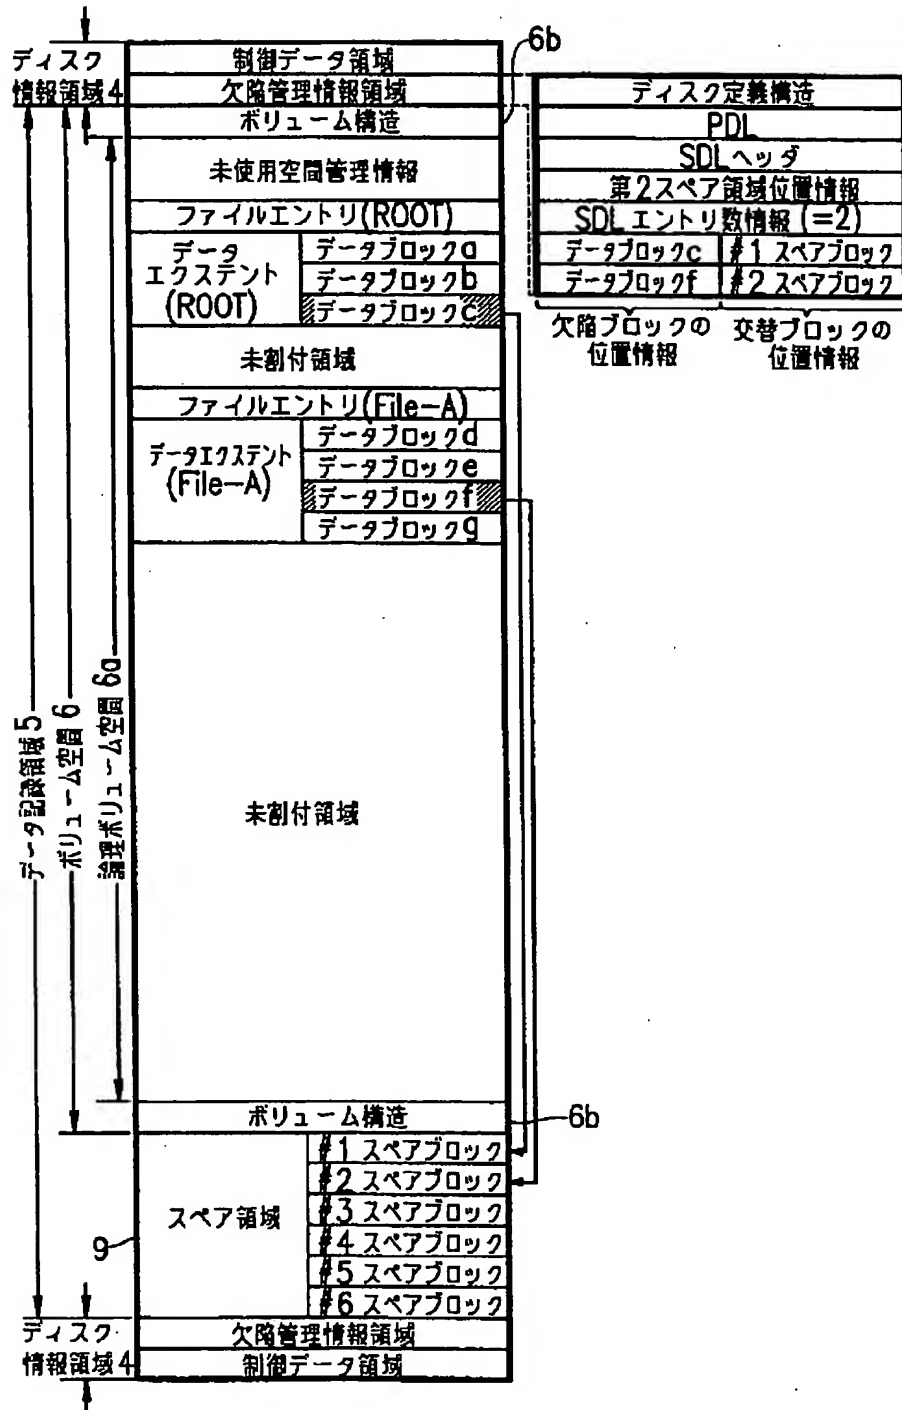 ディスク
情報領域4
制御データ領域
欠陥管理情報領域
ボリューム構造
6b
未使用空間管理情報
ファイルエントリ(ROOT)
データ
エクステント
(ROOT)
データブロックa
データブロックb
データブロックc
未割付領域
ファイルエントリ(File-A)
データエクステント
(File-A)
データブロックd
データブロックe
データブロックf
データブロックg
未割付領域
データ記録領域5
ボリューム空間6
論理ボリューム空間6a
ボリューム構造
6b
スペア領域
9
#1 スペアブロック
#2 スペアブロック
#3 スペアブロック
#4 スペアブロック
#5 スペアブロック
#6 スペアブロック
ディスク
情報領域4
欠陥管理情報領域
制御データ領域
ディスク定義構造
PDL
SDLヘッダ
第2スペア領域位置情報
SDLエントリ数情報(=2)
データブロックc #1 スペアブロック
データブロックf #2 スペアブロック
欠陥ブロックの
位置情報
交替ブロックの
位置情報